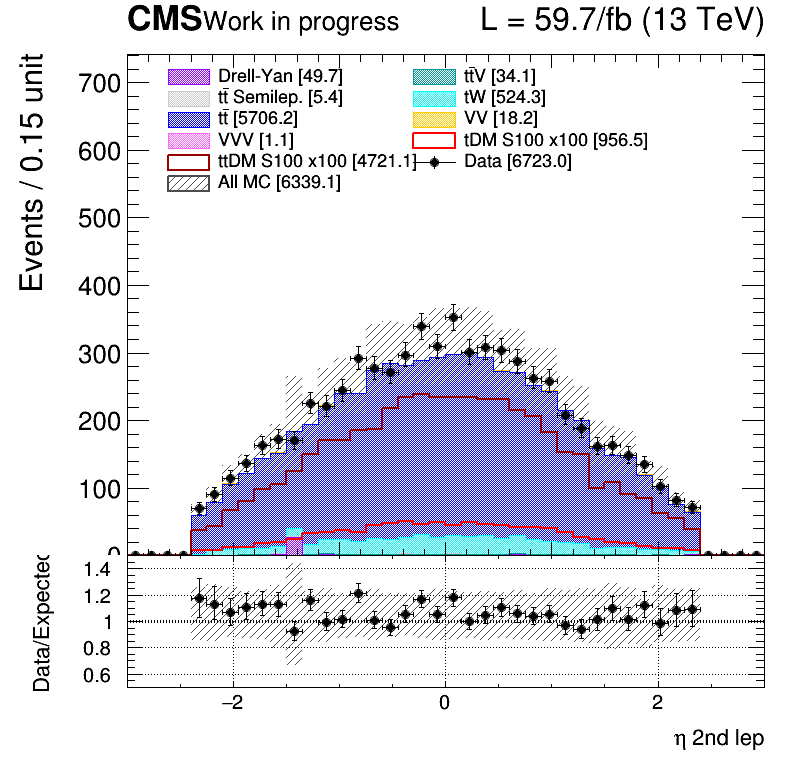 CMS Work in progress L = 59.7/fb (13 TeV)
Events / 0.15 unit
700
600
500
400
300
200
100
0
Drell-Yan [49.7] tt̄V [34.1]
tt̄ Semilep. [5.4] tW [524.3]
tt̄ [5706.2] VV [18.2]
VVV [1.1] tDM S100 x100 [956.5]
ttDM S100 x100 [4721.1] Data [6723.0]
All MC [6339.1]
Data/Expected
1.4
1.2
1
0.8
0.6
−2 0 2
η 2nd lep